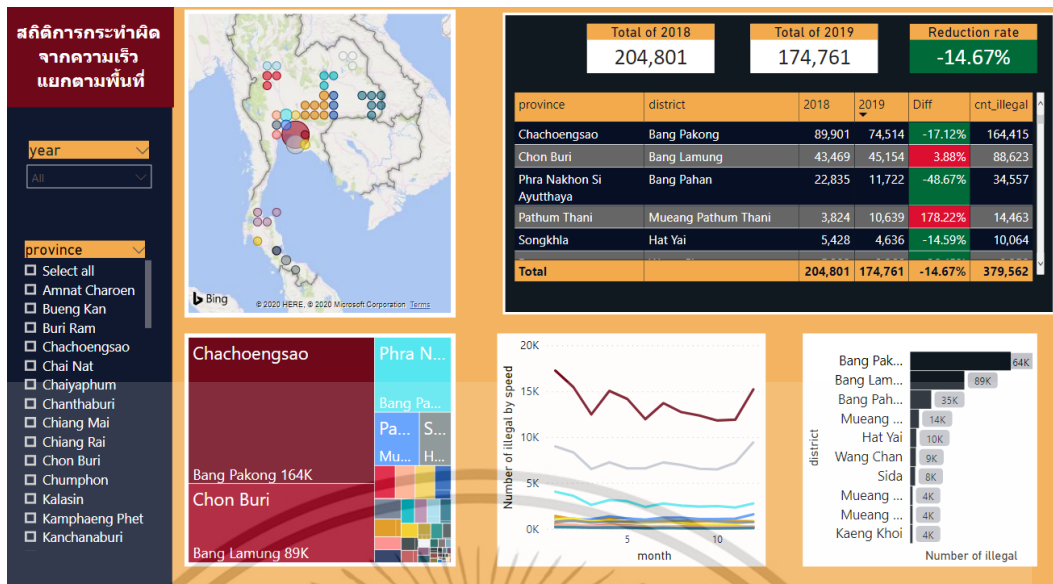 สถิติการกระทำผิด
จากความเร็ว
แยกตามพื้นที่
year
All
province
Select all
Amnat Charoen
Bueng Kan
Buri Ram
Chachoengsao
Chai Nat
Chaiyaphum
Chanthaburi
Chiang Mai
Chiang Rai
Chon Buri
Chumphon
Kalasin
Kamphaeng Phet
Kanchanaburi
Bing
© 2020 HERE, © 2020 Microsoft Corporation Terms
Total of 2018
204,801
Total of 2019
174,761
Reduction rate
-14.67%
province district 2018 2019 Diff cnt_illegal
Chachoengsao Bang Pakong 89,901 74,514 -17.12% 164,415
Chon Buri Bang Lamung 43,469 45,154 3.88% 88,623
Phra Nakhon Si Bang Pahan 22,835 11,722 -48.67% 34,557
Ayutthaya
Pathum Thani Mueang Pathum Thani 3,824 10,639 178.22% 14,463
Songkhla Hat Yai 5,428 4,636 -14.59% 10,064
Total 204,801 174,761 -14.67% 379,562
Chachoengsao
Bang Pakong 164K
Chon Buri
Bang Lamung 89K
Phra N...
Bang Pa...
Pa...
Mu...
S...
H...
Number of illegal by speed
20K
15K
10K
5K
0K
5 10
month
district
Bang Pak... 64K
Bang Lam... 89K
Bang Pah... 35K
Mueang ... 14K
Hat Yai 10K
Wang Chan 9K
Sida 8K
Mueang ... 4K
Mueang ... 4K
Kaeng Khoi 4K
Number of illegal